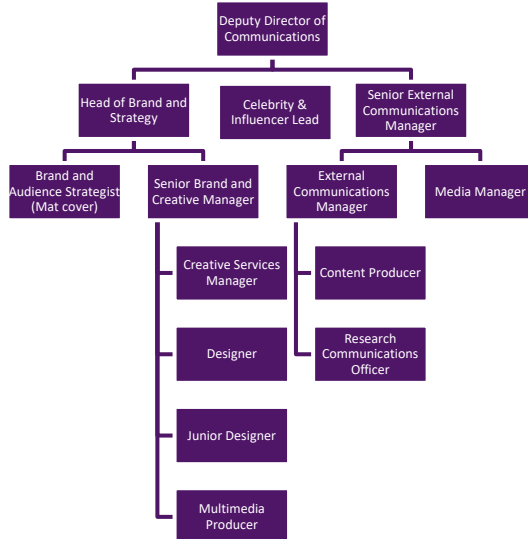 Deputy Director of
Communications
Head of Brand and
Strategy
Celebrity &
Influencer Lead
Senior External
Communications
Manager
Brand and
Audience Strategist
(Mat cover)
Senior Brand and
Creative Manager
External
Communications
Manager
Media Manager
Creative Services
Manager
Content Producer
Designer
Research
Communications
Officer
Junior Designer
Multimedia
Producer